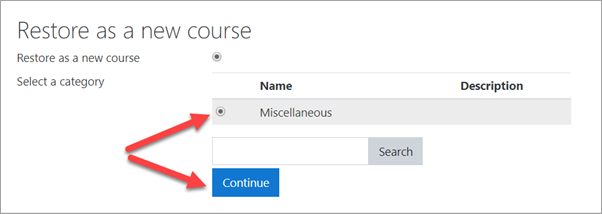 Restore as a new course
Restore as a new course
Select a category
Name Description
Miscellaneous
Search
Continue